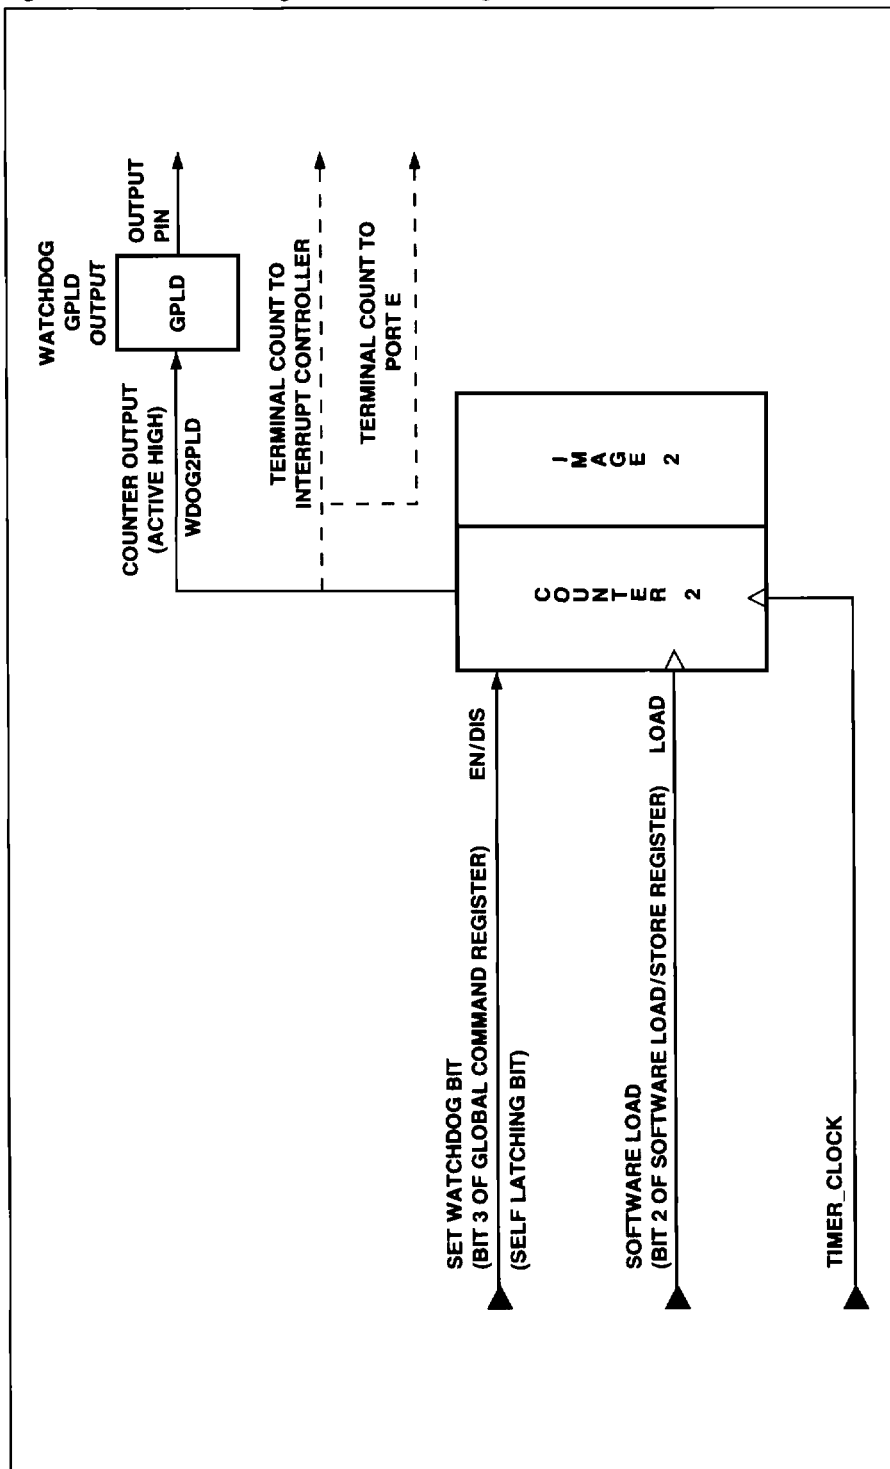 WATCHDOG
GPLD
OUTPUT
COUNTER OUTPUT
(ACTIVE HIGH)
WDOG2PLD
GPLD
OUTPUT
PIN
TERMINAL COUNT TO
INTERRUPT CONTROLLER
TERMINAL COUNT TO
PORT E
SET WATCHDOG BIT
(BIT 3 OF GLOBAL COMMAND REGISTER)
(SELF LATCHING BIT)
EN/DIS
COUNTER 2
IMAGE 2
SOFTWARE LOAD
(BIT 2 OF SOFTWARE LOAD/STORE REGISTER)
LOAD
TIMER_CLOCK